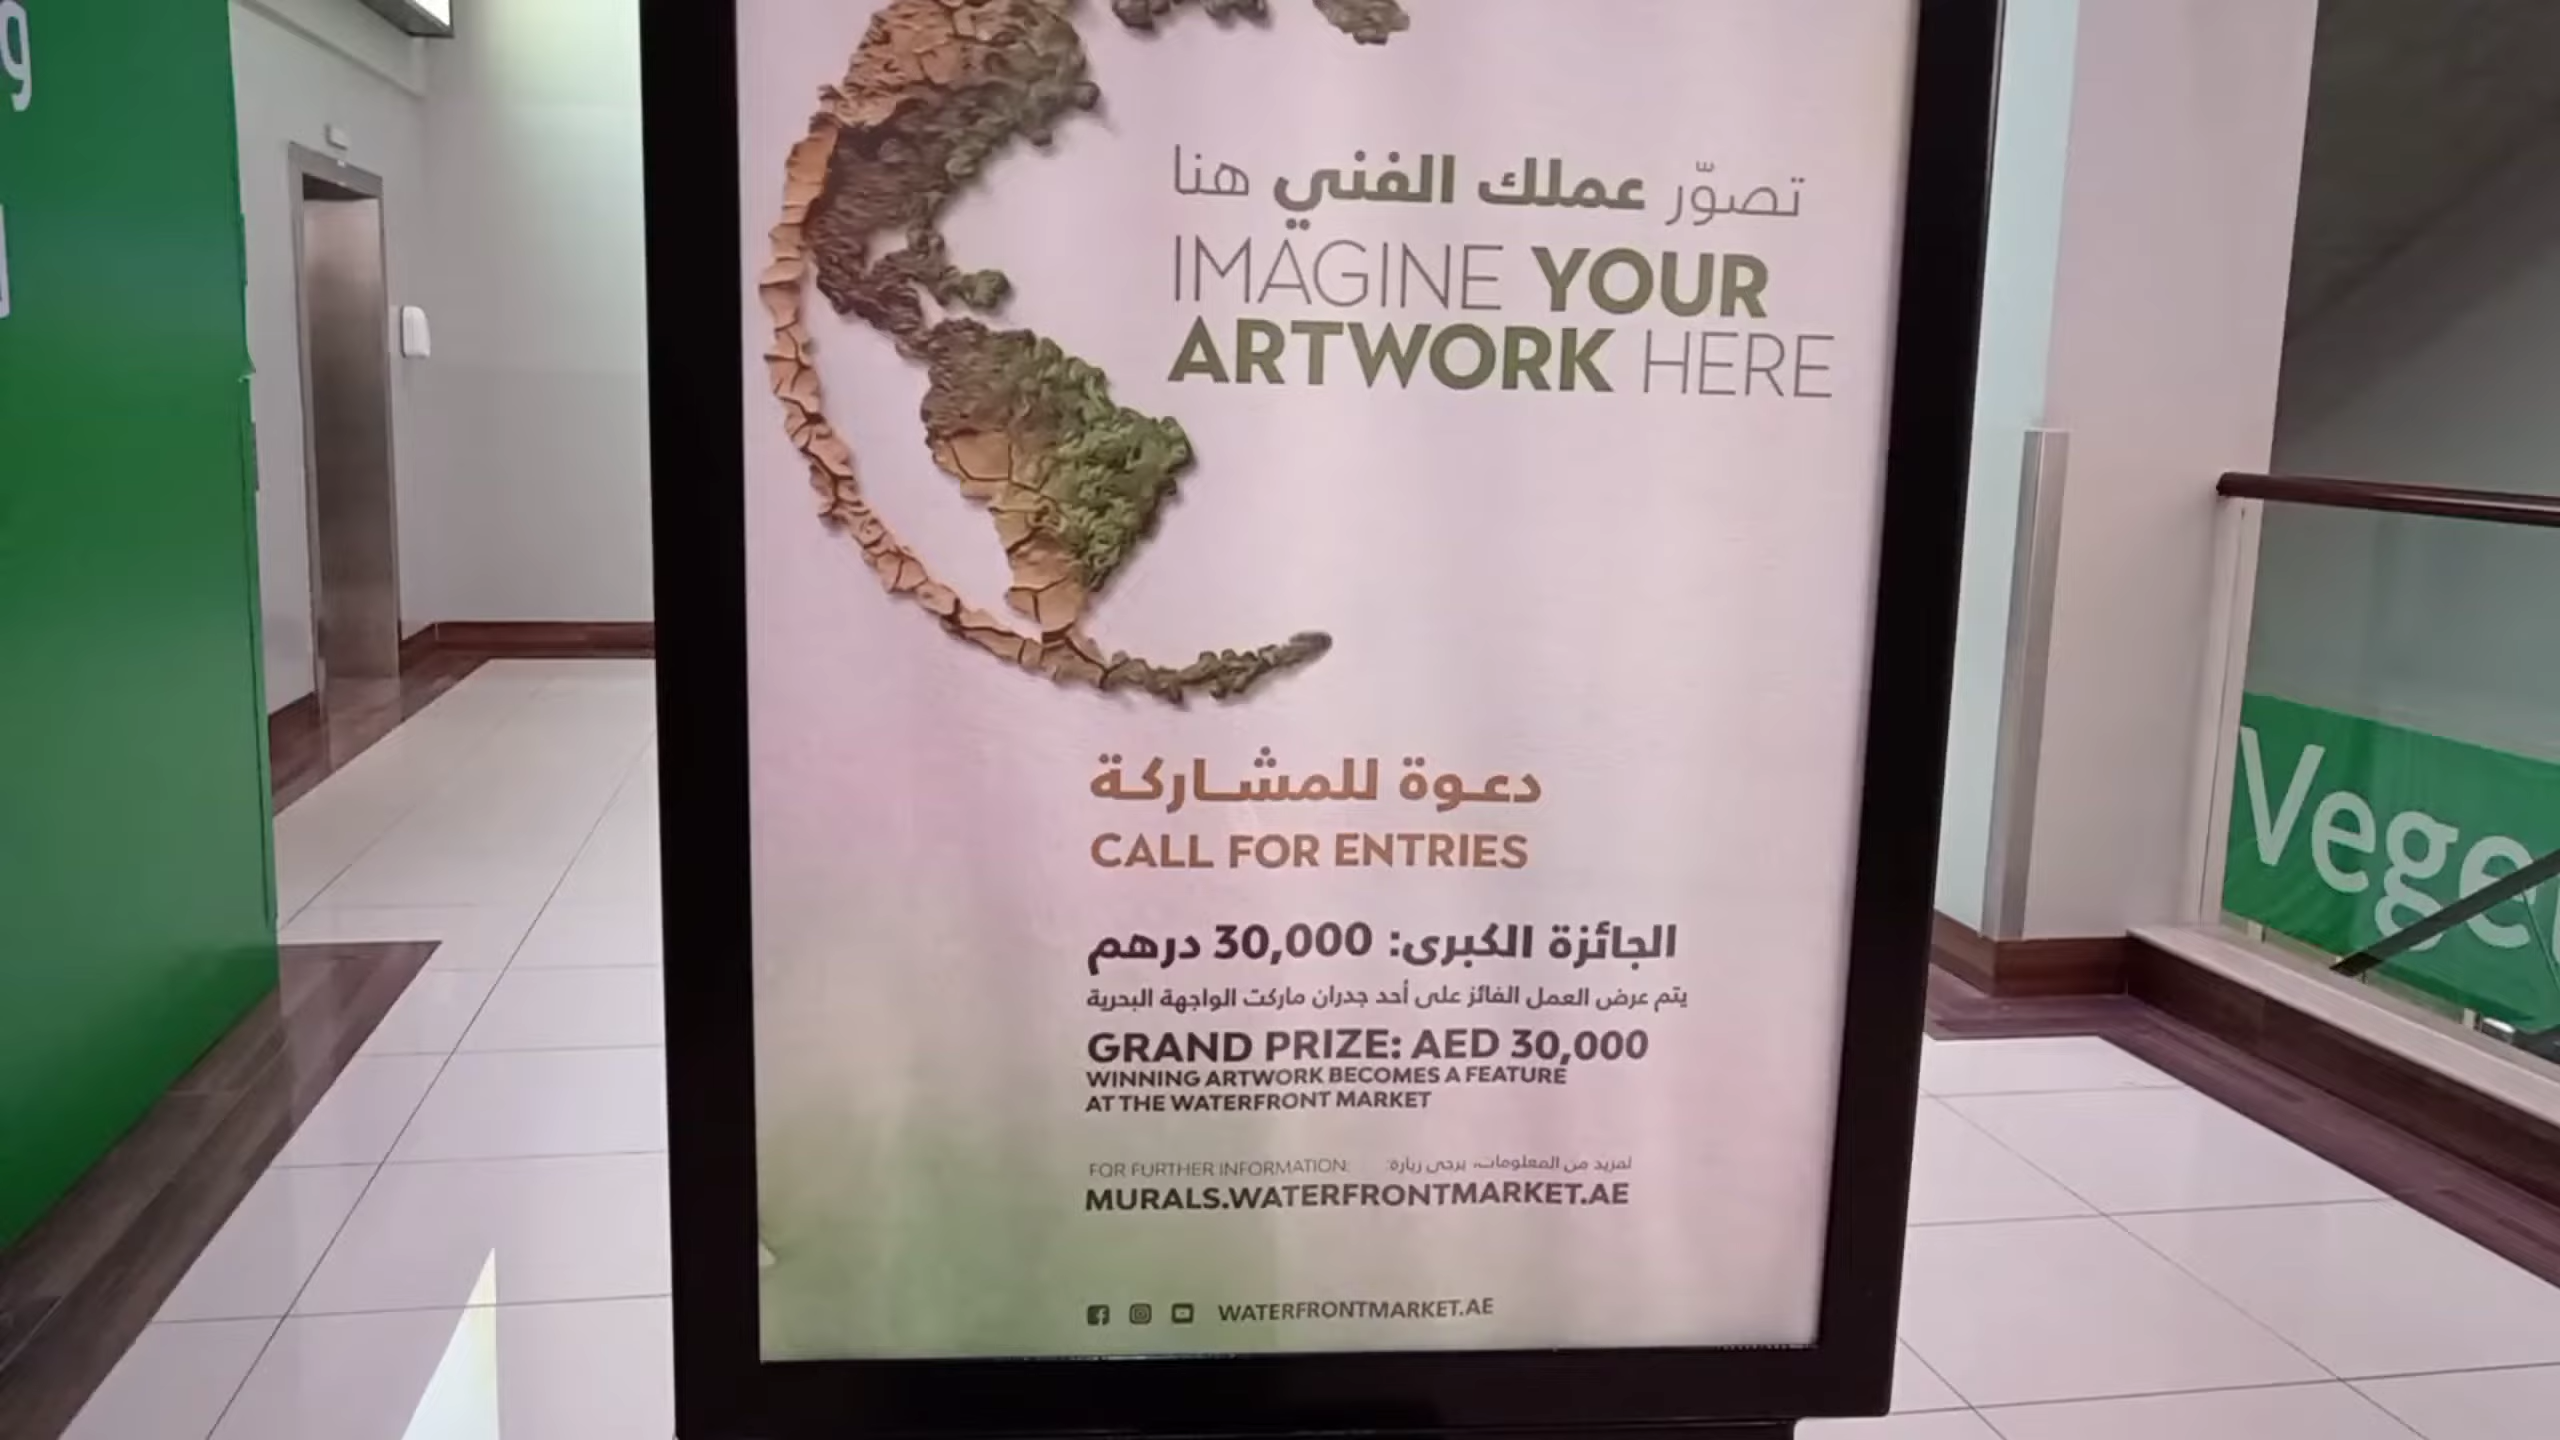 تصوّر عملك الفني هنا
IMAGINE YOUR
ARTWORK HERE
دعوة للمشاركة
CALL FOR ENTRIES
الجائزة الكبرى: 30,000 درهم
يتم عرض العمل الفائز على أحد جدران ماركت الواجهة البحرية
GRAND PRIZE: AED 30,000
WINNING ARTWORK BECOMES A FEATURE
AT THE WATERFRONT MARKET
FOR FURTHER INFORMATION: لمزيد من المعلومات، يرجى زيارة:
MURALS.WATERFRONTMARKET.AE
WATERFRONTMARKET.AE